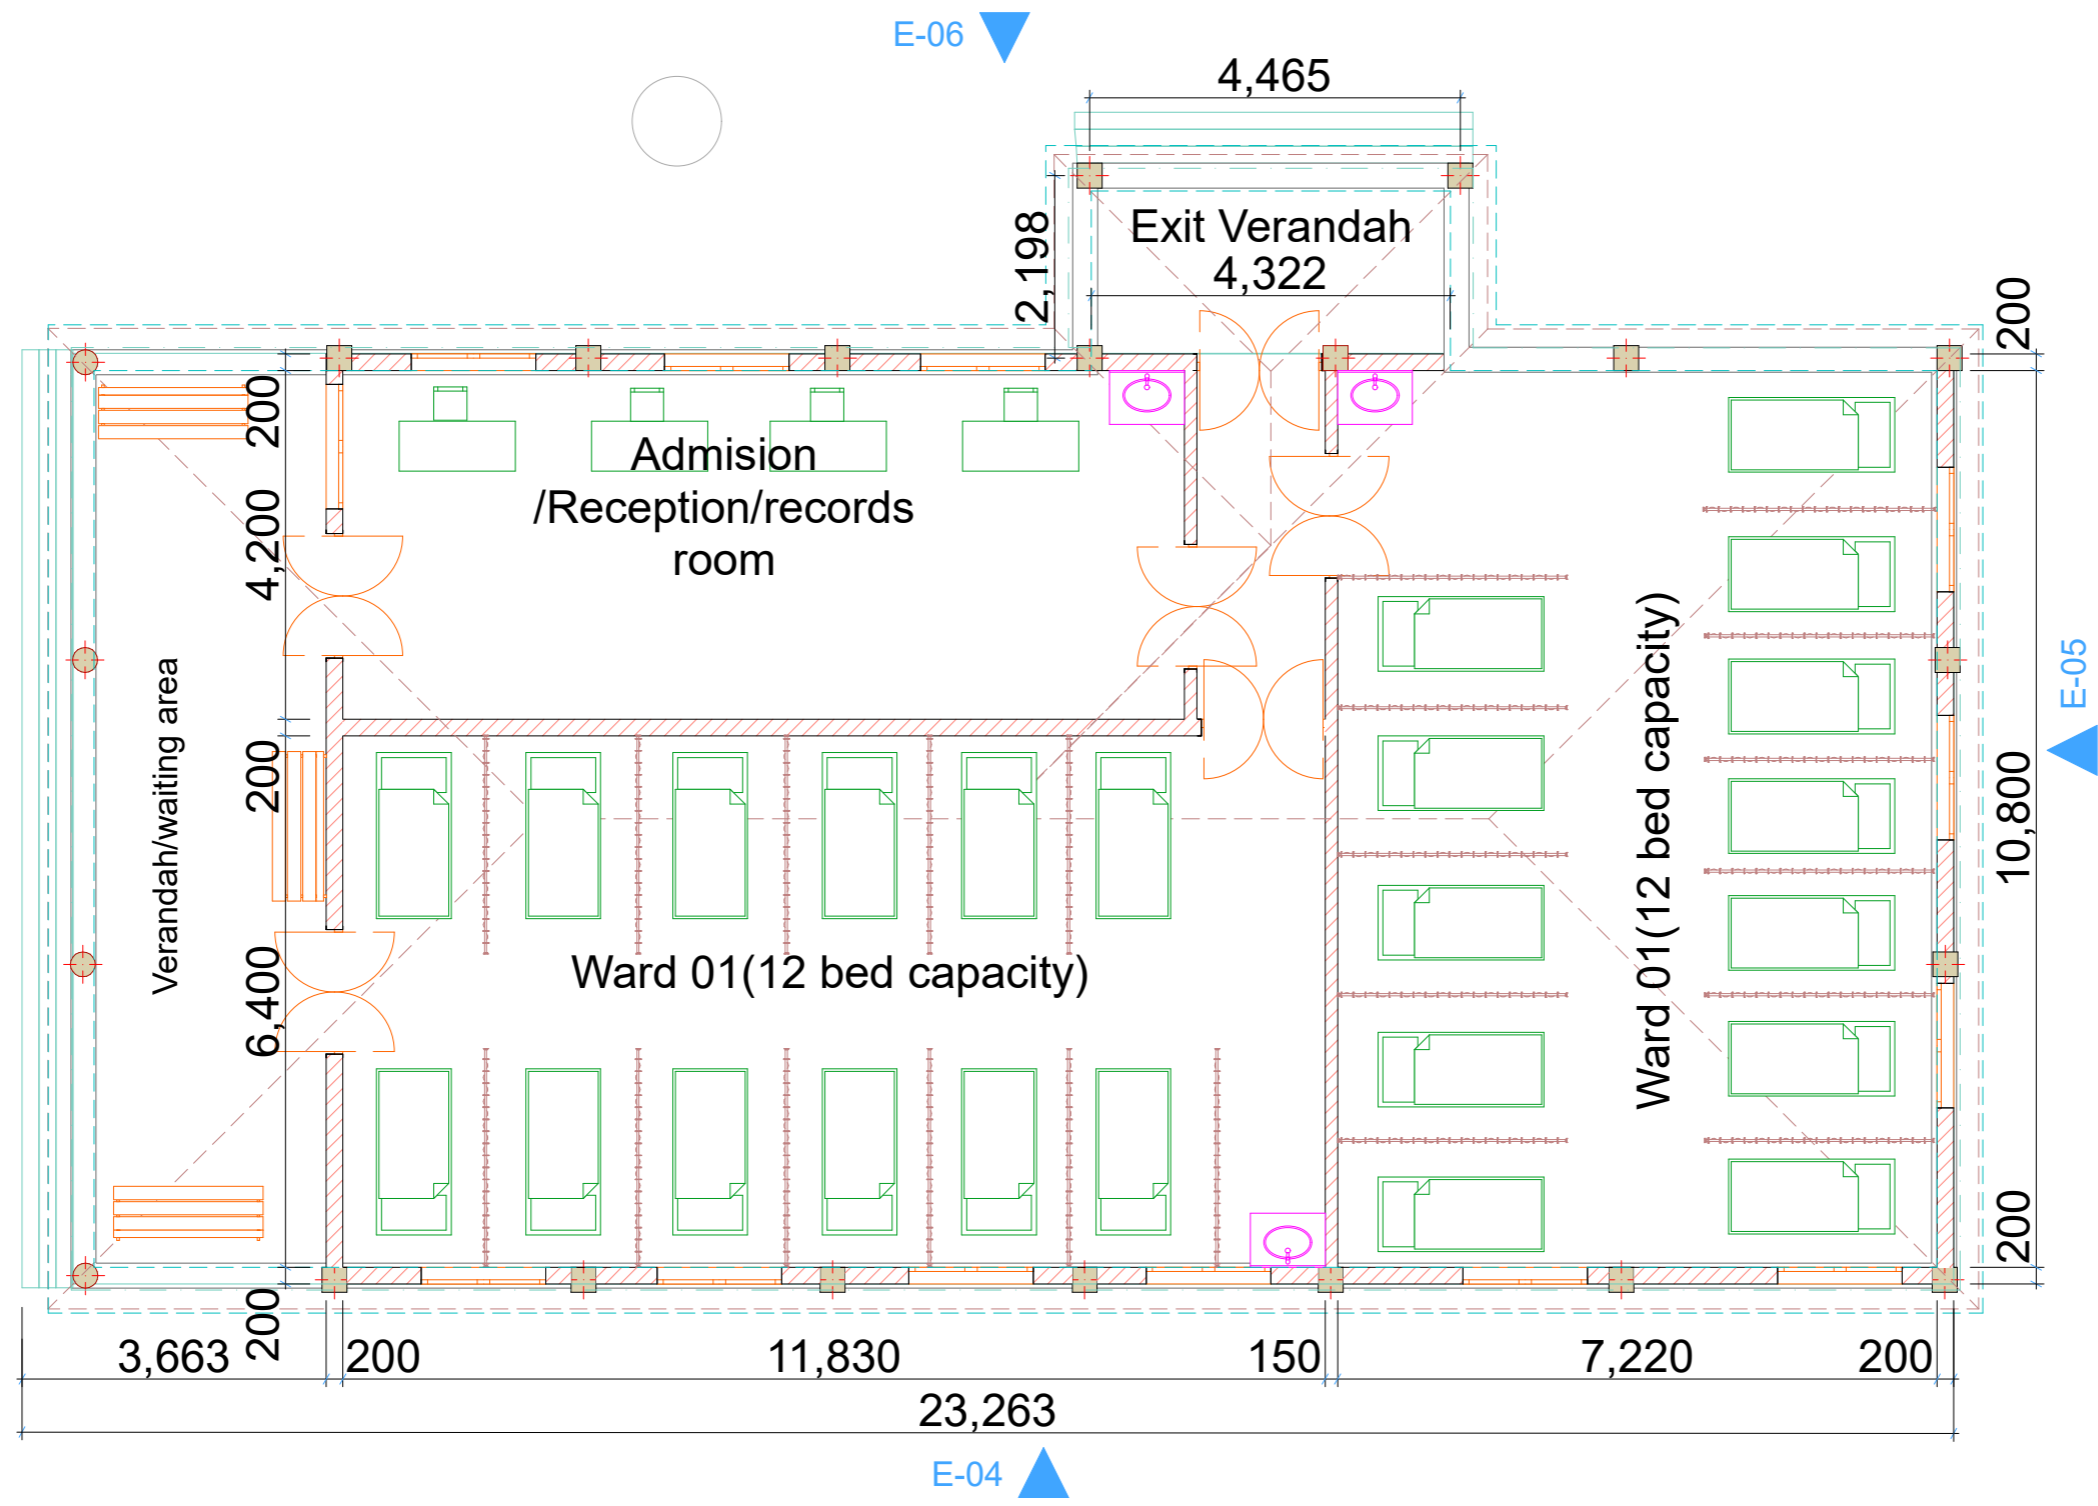 E-06
4,465
Exit Verandah
4,322
2,198
200
200
Admision
/Reception/records
room
4,200
Verandah/waiting area
200
6,400
Ward 01(12 bed capacity)
Ward 01(12 bed capacity)
E-05
10,800
200
200
3,663
200
11,830
150
7,220
200
23,263
E-04